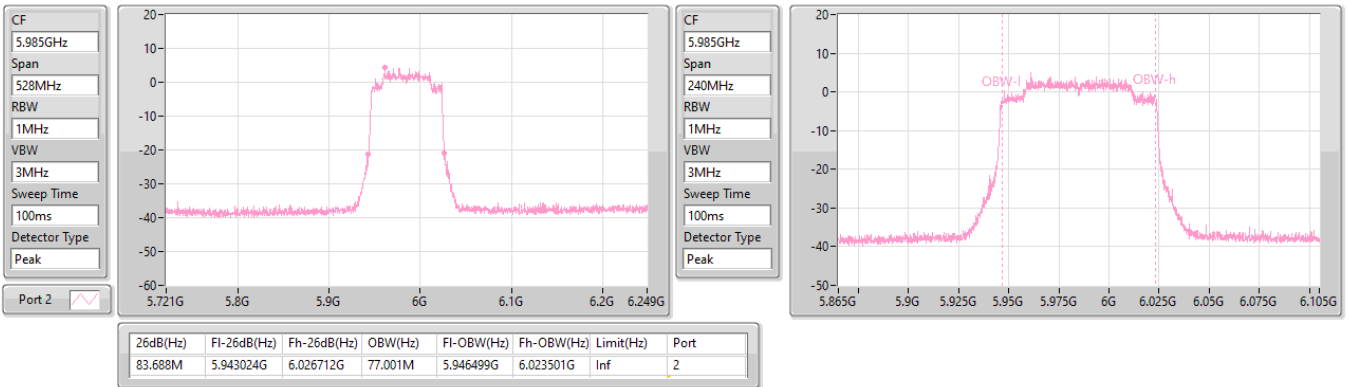 CF
5.985GHz
Span
528MHz
RBW
1MHz
VBW
3MHz
Sweep Time
100ms
Detector Type
Peak
Port 2
20
10
0
-10
-20
-30
-40
-50
-60
5.721G 5.8G 5.9G 6G 6.1G 6.2G 6.249G
CF
5.985GHz
Span
240MHz
RBW
1MHz
VBW
3MHz
Sweep Time
100ms
Detector Type
Peak
20
10
0
-10
-20
-30
-40
-50
OBW-l OBW-h
5.865G 5.9G 5.925G 5.95G 5.975G 6G 6.025G 6.05G 6.075G 6.105G
26dB(Hz) Fl-26dB(Hz) Fh-26dB(Hz) OBW(Hz) Fl-OBW(Hz) Fh-OBW(Hz) Limit(Hz) Port
83.688M 5.943024G 6.026712G 77.001M 5.946499G 6.023501G Inf 2